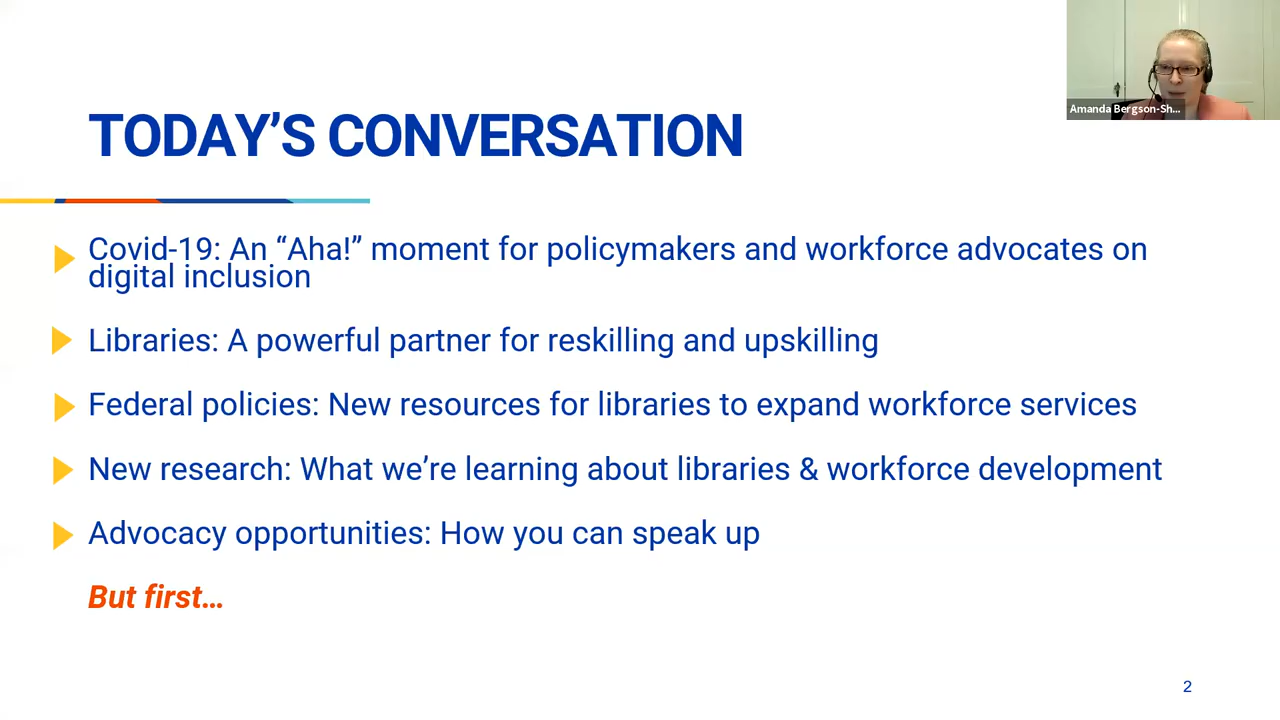 Amanda Bergson-Sh...
TODAY’S CONVERSATION
Covid-19: An “Aha!” moment for policymakers and workforce advocates on
digital inclusion
Libraries: A powerful partner for reskilling and upskilling
Federal policies: New resources for libraries to expand workforce services
New research: What we’re learning about libraries & workforce development
Advocacy opportunities: How you can speak up
But first…
2